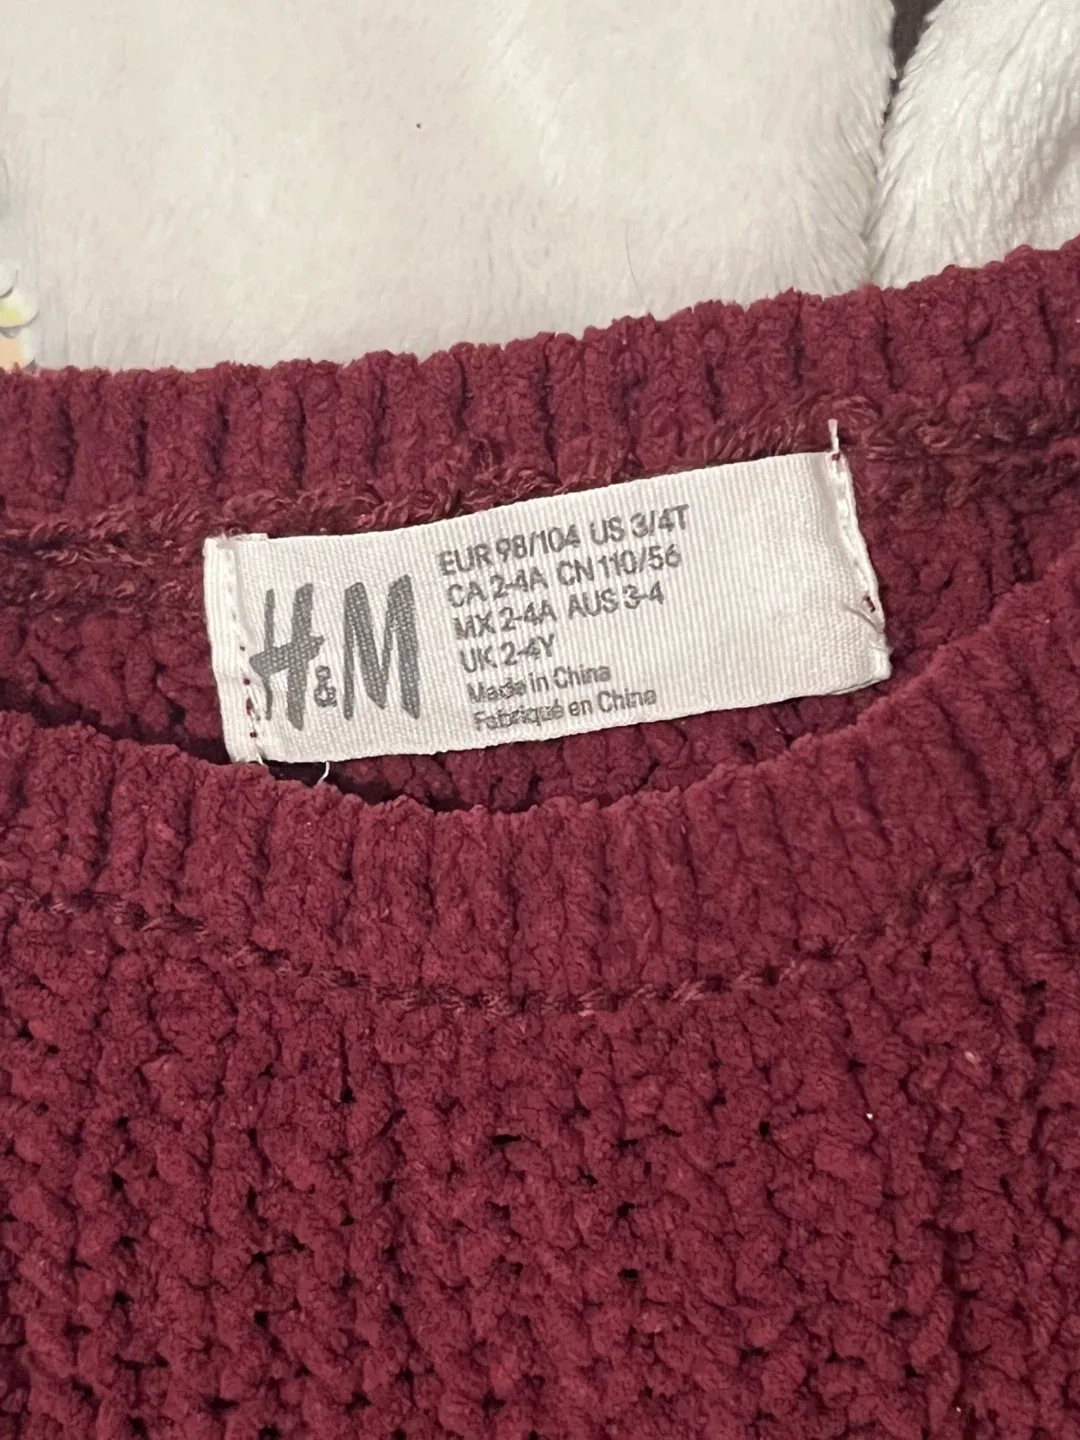 H&M
EUR 98/104 US 3/4T
CA 2-4A CN 110/56
MX 2-4A AUS 3-4
UK 2-4Y
Made in China
Fabriqué en China